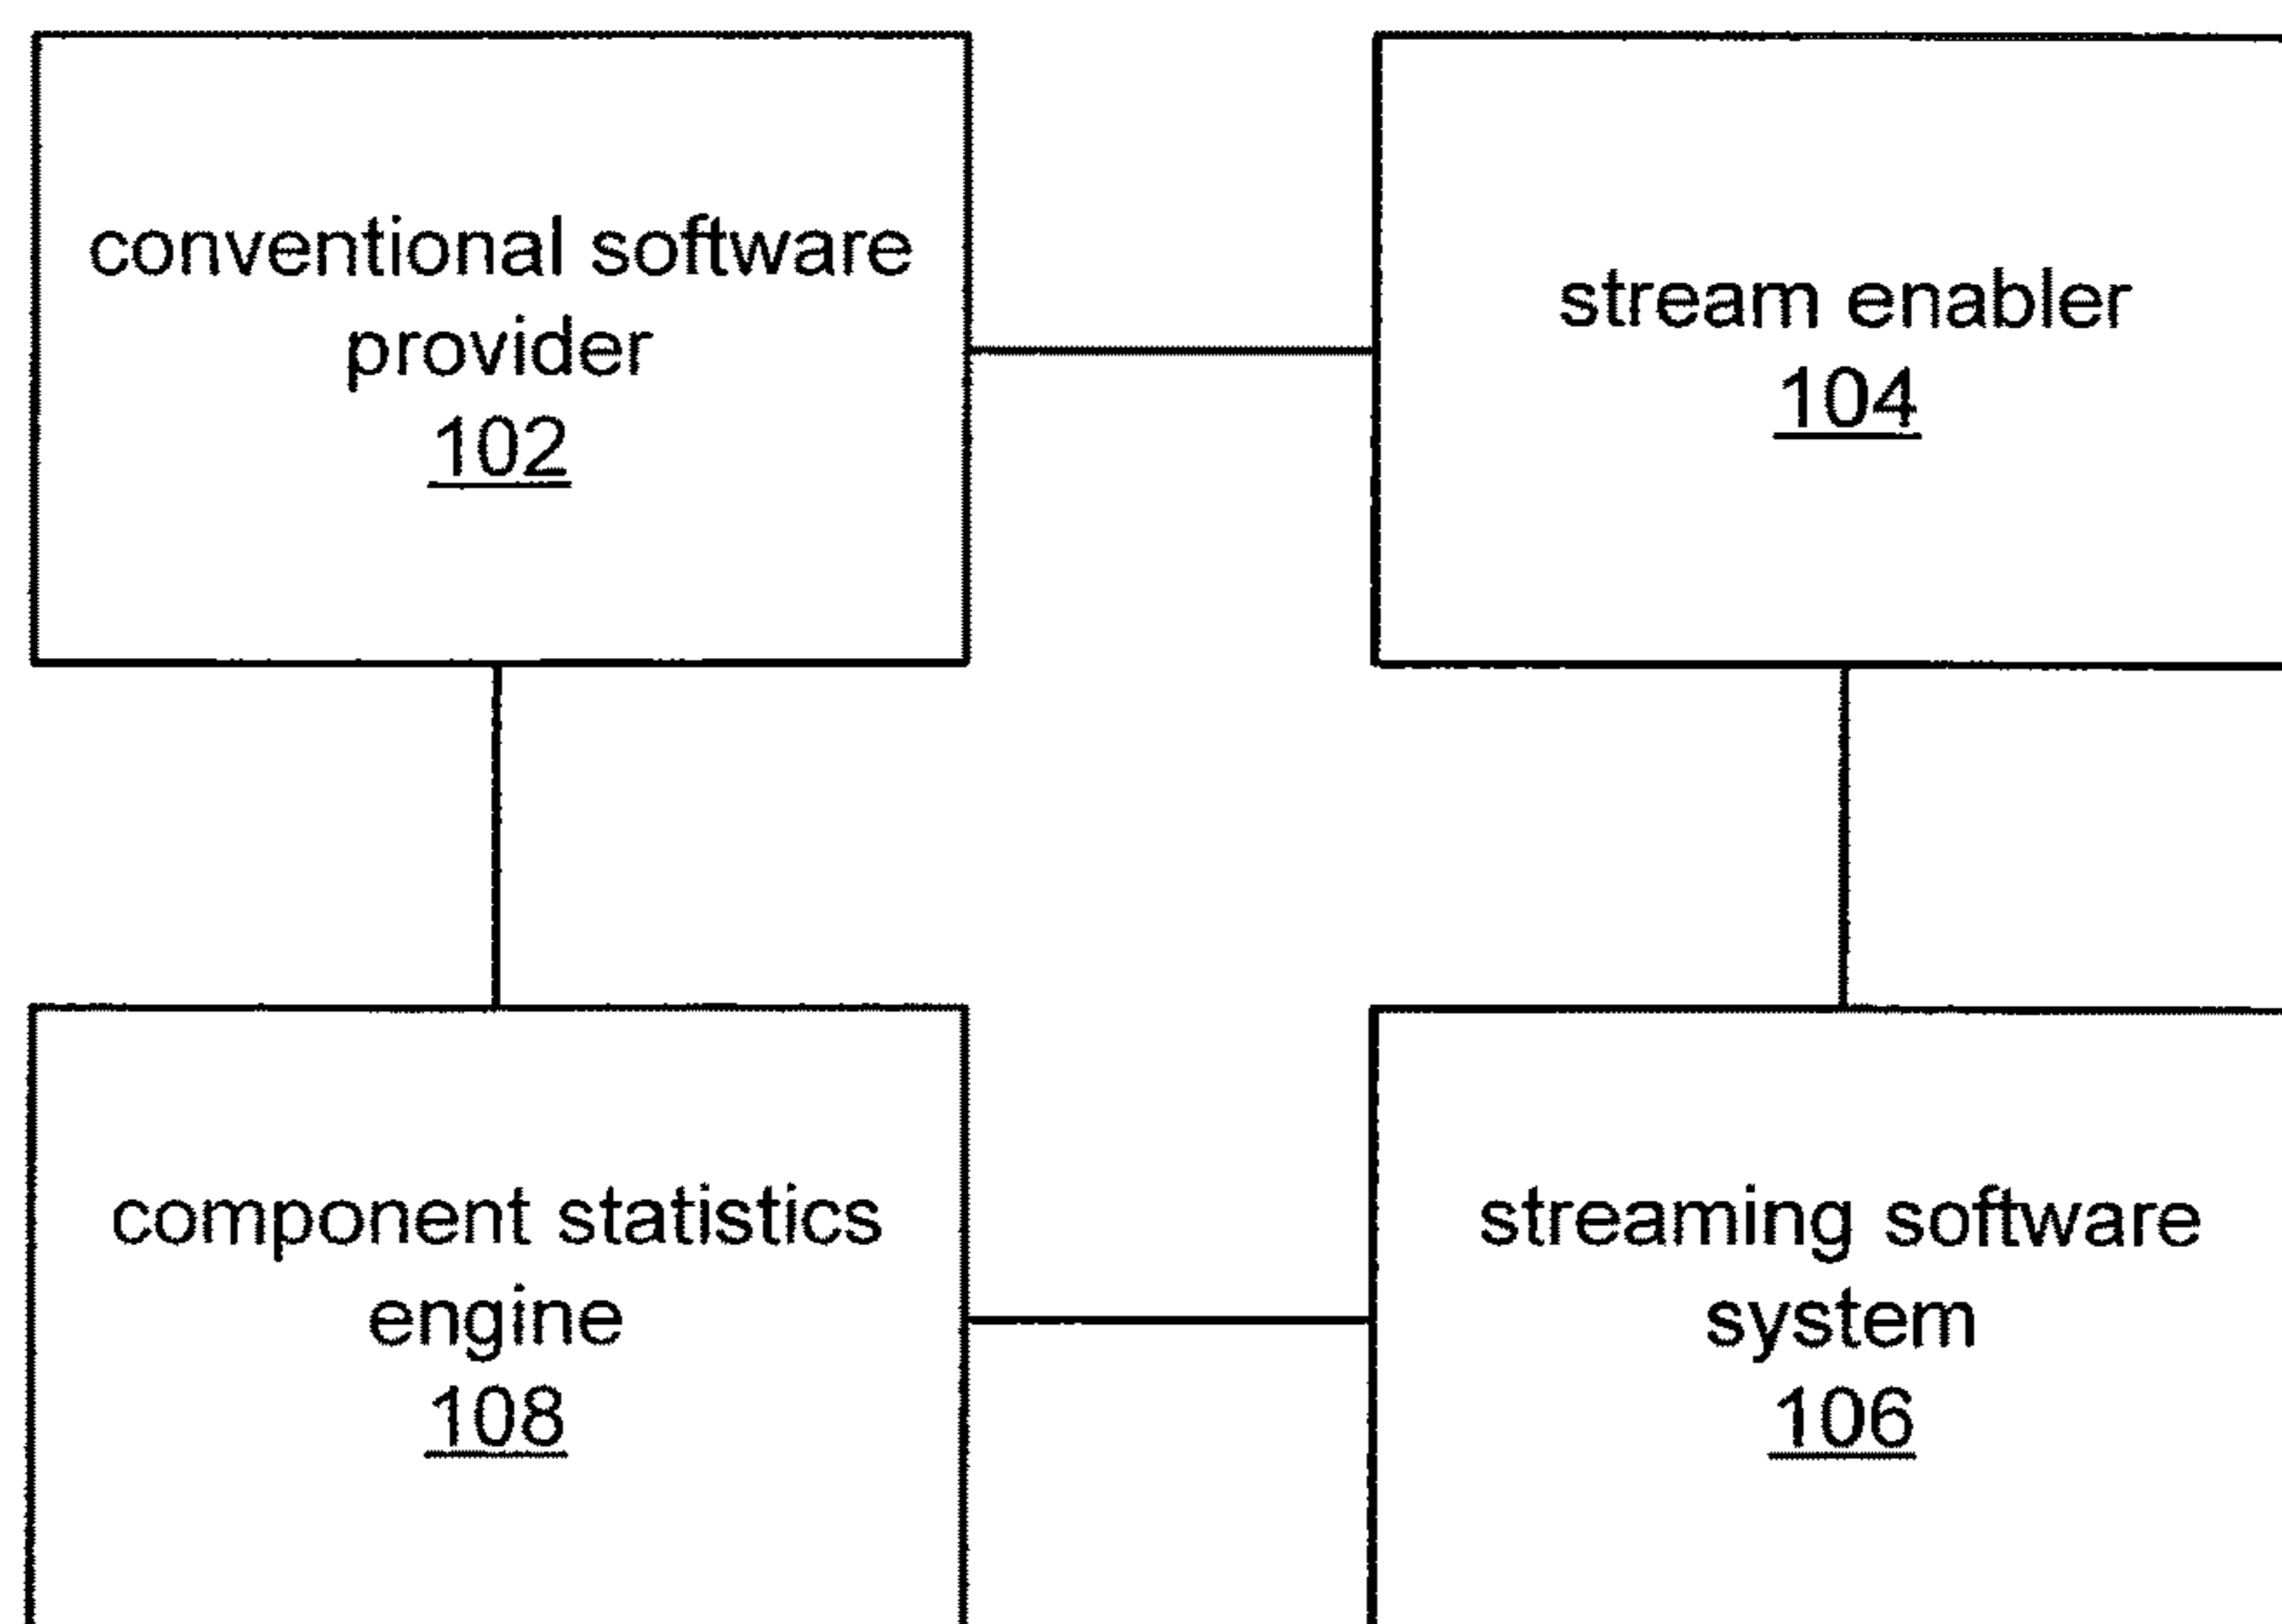 conventional software
provider
102
stream enabler
104
component statistics
engine
108
streaming software
system
106